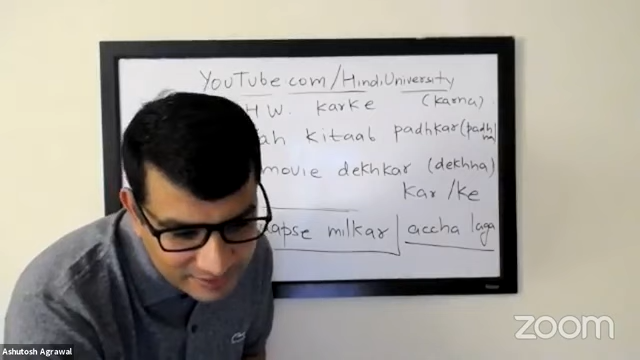 YouTube.com/HindiUniversity
H W. karke (karna)
kitaab padhkar (padhna
movie dekhkar (dekhna)
kar/ke
milkar accha laga
Ashutosh Agrawal
zoom